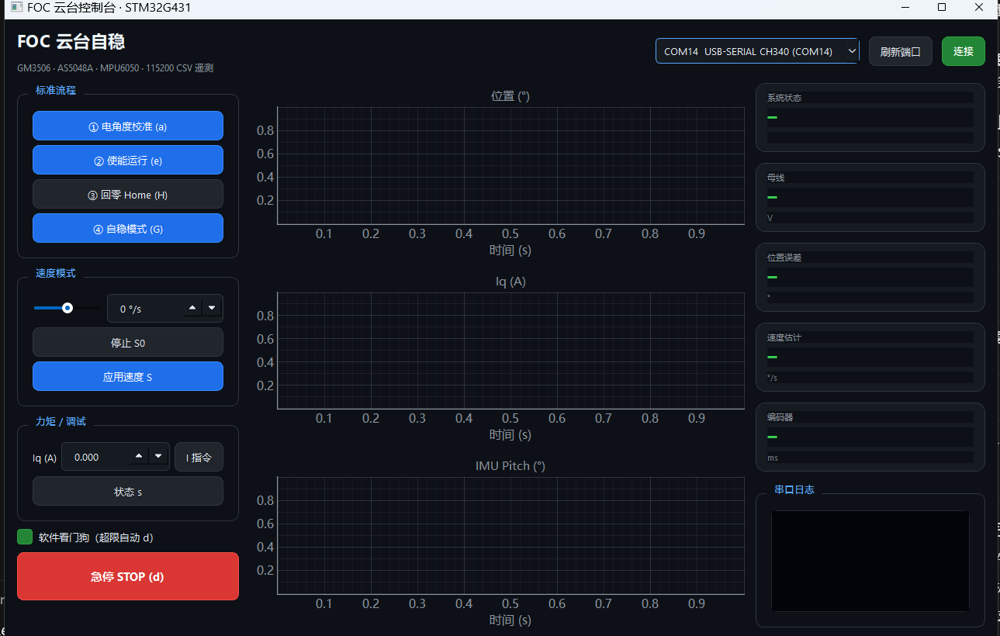 FOC 云台控制台 · STM32G431
FOC 云台自稳
GM3506 · AS5048A · MPU6050 · 115200 CSV 遥测
COM14 USB-SERIAL CH340 (COM14)
刷新端口
连接
标准流程
① 电角度校准 (a)
② 使能运行 (e)
③ 回零 Home (H)
④ 自稳模式 (G)
速度模式
0 °/s
停止 S0
应用速度 S
力矩 / 调试
Iq (A)
0.000
I 指令
状态 s
软件看门狗（超限自动 d）
急停 STOP (d)
位置 (°)
0.8
0.6
0.4
0.2
0.1 0.2 0.3 0.4 0.5 0.6 0.7 0.8 0.9
时间 (s)
Iq (A)
0.8
0.6
0.4
0.2
0.1 0.2 0.3 0.4 0.5 0.6 0.7 0.8 0.9
时间 (s)
IMU Pitch (°)
0.8
0.6
0.4
0.2
0.1 0.2 0.3 0.4 0.5 0.6 0.7 0.8 0.9
时间 (s)
系统状态
—
母线
—
V
位置误差
—
°
速度估计
—
°/s
编码器
—
ms
串口日志